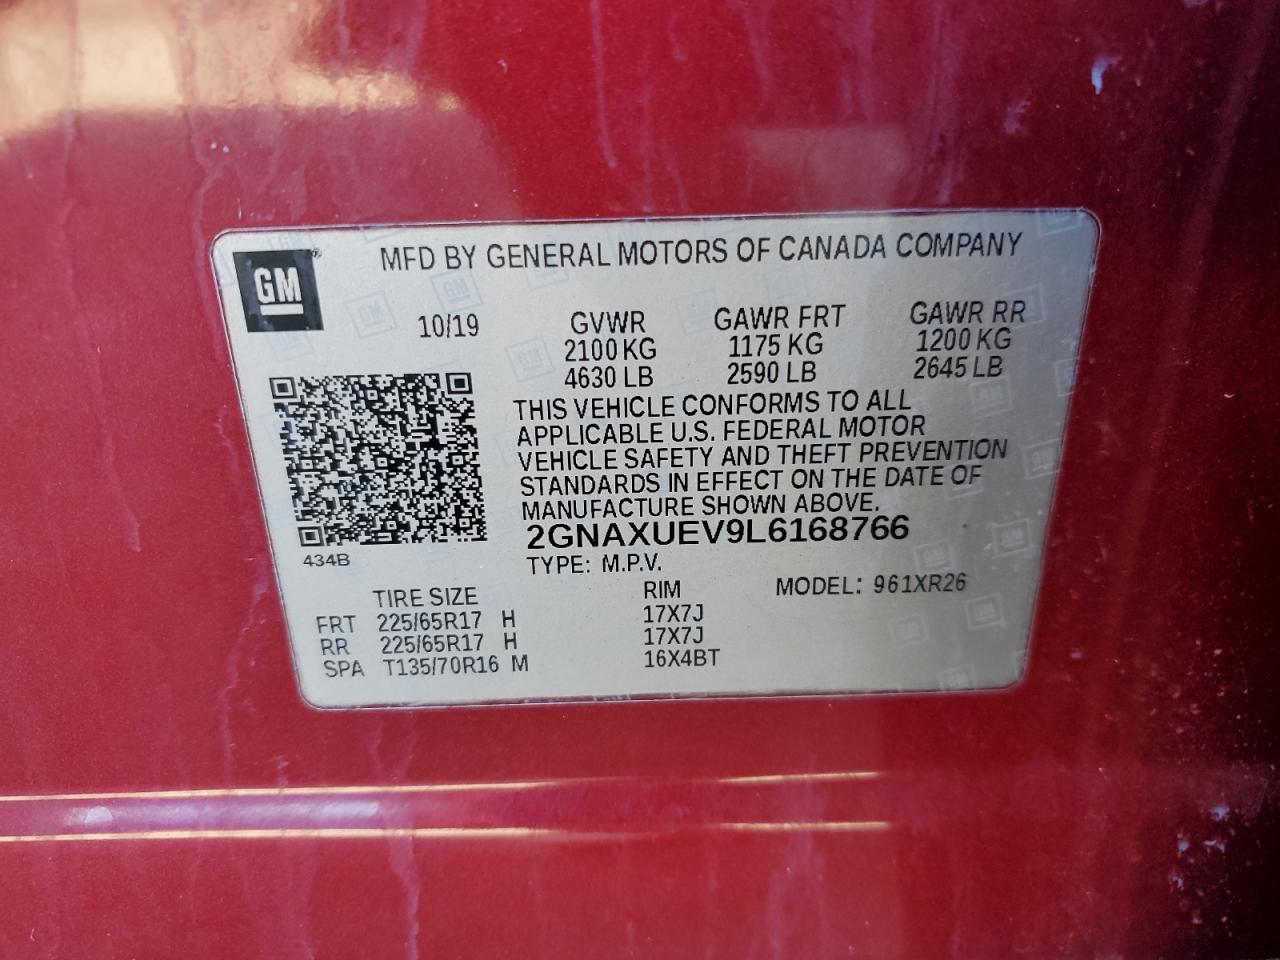 GM
MFD BY GENERAL MOTORS OF CANADA COMPANY
10/19 GVWR GAWR FRT GAWR RR
2100 KG 1175 KG 1200 KG
4630 LB 2590 LB 2645 LB
THIS VEHICLE CONFORMS TO ALL
APPLICABLE U.S. FEDERAL MOTOR
VEHICLE SAFETY AND THEFT PREVENTION
STANDARDS IN EFFECT ON THE DATE OF
MANUFACTURE SHOWN ABOVE.
2GNAXUEV9L6168766
434B
TYPE: M.P.V.
TIRE SIZE RIM MODEL: 961XR26
FRT 225/65R17 H 17X7J
RR 225/65R17 H 17X7J
SPA T135/70R16 M 16X4BT